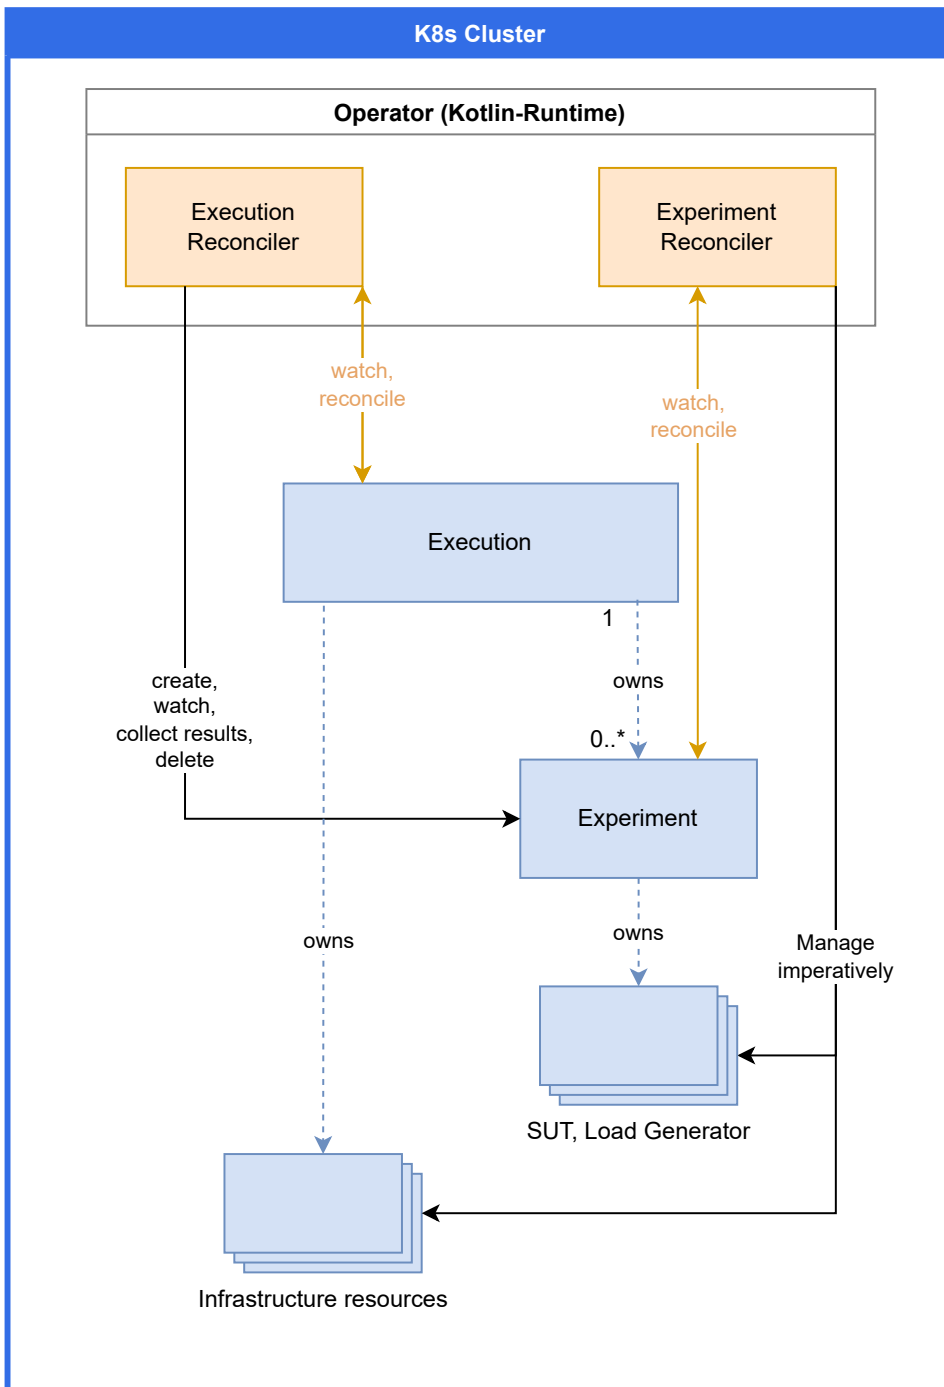 K8s Cluster
Operator (Kotlin-Runtime)
Execution
Reconciler
Experiment
Reconciler
watch,
reconcile
watch,
reconcile
Execution
1
owns
create,
watch,
collect results,
delete
0..*
Experiment
owns
owns
Manage
imperatively
SUT, Load Generator
Infrastructure resources